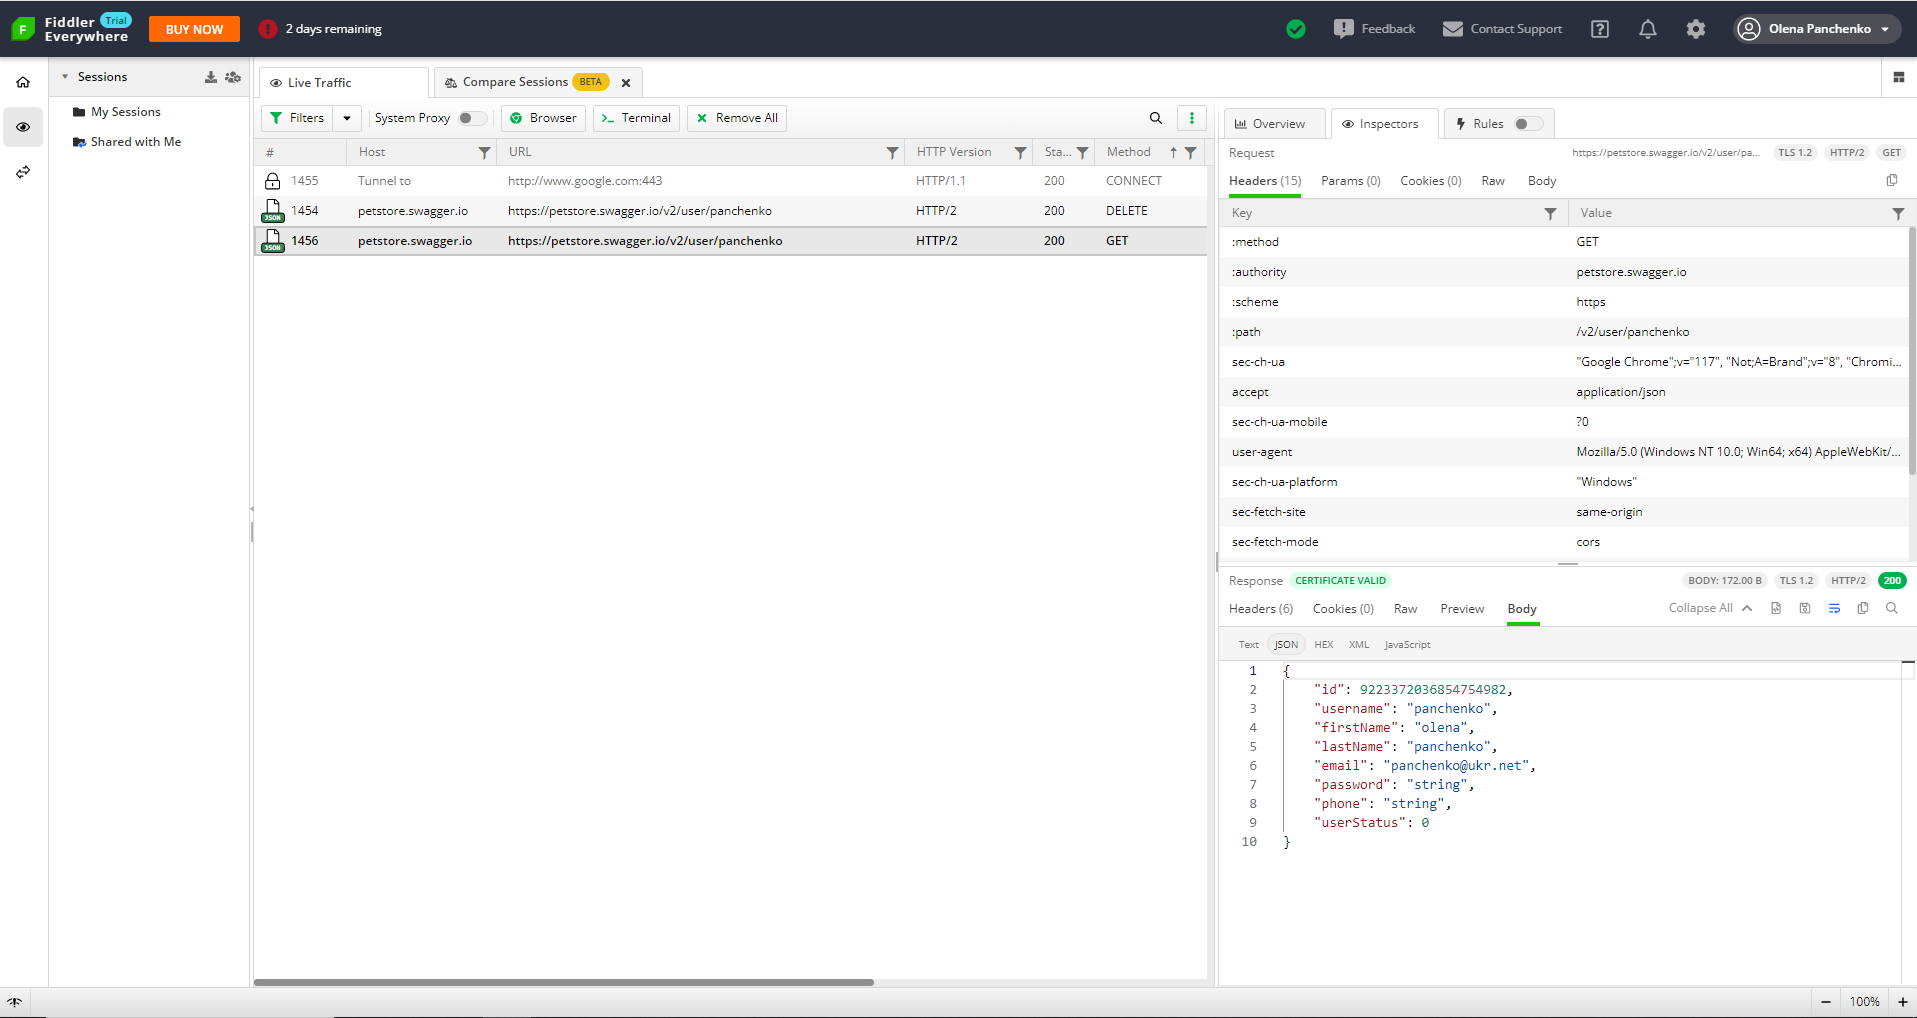 Fiddler Trial
Everywhere
BUY NOW
2 days remaining
Feedback
Contact Support
Olena Panchenko
Sessions
My Sessions
Shared with Me
Live Traffic
Compare Sessions BETA
Filters
System Proxy
Browser
Terminal
Remove All
# Host URL HTTP Version Sta... Method
1455 Tunnel to http://www.google.com:443 HTTP/1.1 200 CONNECT
1454 petstore.swagger.io https://petstore.swagger.io/v2/user/panchenko HTTP/2 200 DELETE
1456 petstore.swagger.io https://petstore.swagger.io/v2/user/panchenko HTTP/2 200 GET
Overview Inspectors Rules
Request https://petstore.swagger.io/v2/user/pa... TLS 1.2 HTTP/2 GET
Headers (15) Params (0) Cookies (0) Raw Body
Key Value
:method GET
:authority petstore.swagger.io
:scheme https
:path /v2/user/panchenko
sec-ch-ua "Google Chrome";v="117", "Not;A=Brand";v="8", "Chromi...
accept application/json
sec-ch-ua-mobile ?0
user-agent Mozilla/5.0 (Windows NT 10.0; Win64; x64) AppleWebKit/...
sec-ch-ua-platform "Windows"
sec-fetch-site same-origin
sec-fetch-mode cors
Response CERTIFICATE VALID BODY: 172.00 B TLS 1.2 HTTP/2 200
Headers (6) Cookies (0) Raw Preview Body Collapse All
Text JSON HEX XML JavaScript
1 {
2 "id": 9223372036854754982,
3 "username": "panchenko",
4 "firstName": "olena",
5 "lastName": "panchenko",
6 "email": "panchenko@ukr.net",
7 "password": "string",
8 "phone": "string",
9 "userStatus": 0
10 }
100%